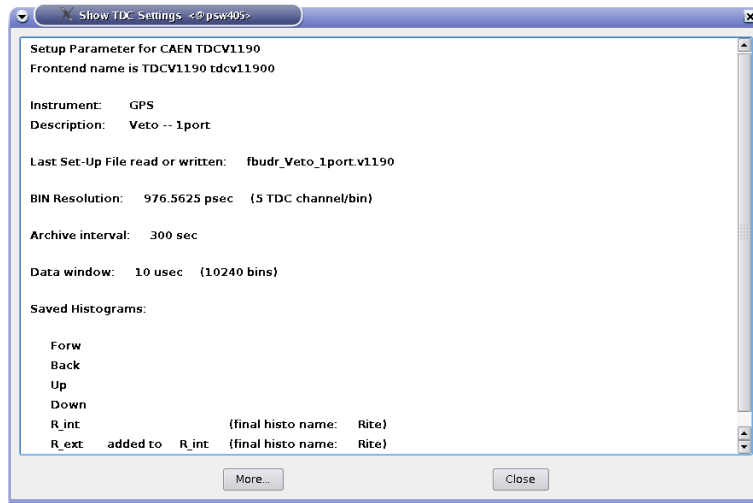 Show TDC Settings <@psw405>
Setup Parameter for CAEN TDCV1190
Frontend name is TDCV1190 tdcv11900
Instrument: GPS
Description: Veto -- 1port
Last Set-Up File read or written: fbudr_Veto_1port.v1190
BIN Resolution: 976.5625 psec (5 TDC channel/bin)
Archive interval: 300 sec
Data window: 10 usec (10240 bins)
Saved Histograms:
Forw
Back
Up
Down
R_int (final histo name: Rite)
R_ext added to R_int (final histo name: Rite)
More... Close